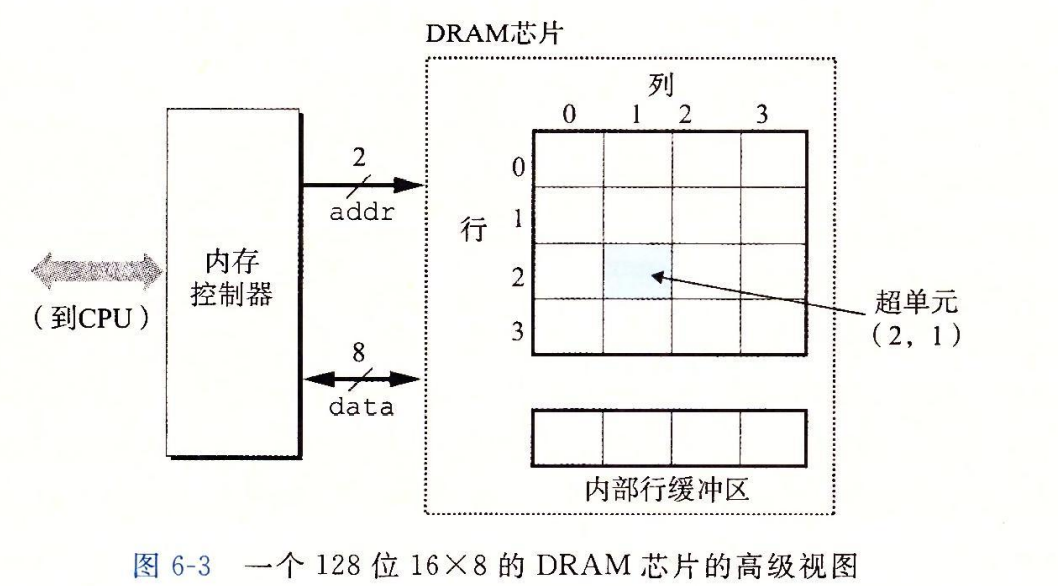 DRAM芯片
列
0 1 2 3
0
行 1
2
3
2
addr
内存
控制器
(到CPU)
8
data
超单元
(2, 1)
内部行缓冲区
图 6-3 一个 128 位 16×8 的 DRAM 芯片的高级视图